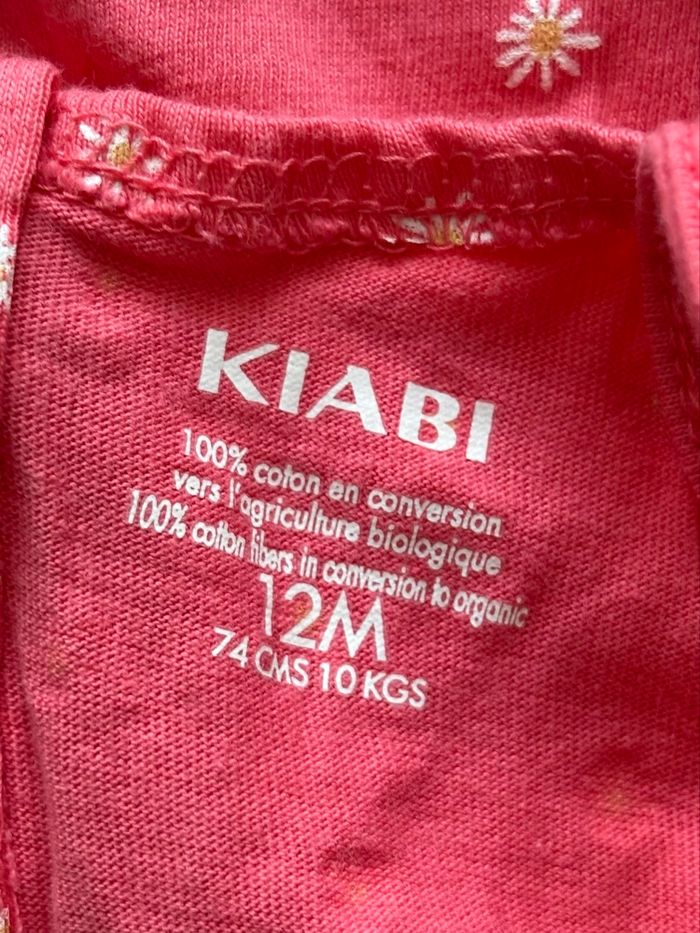 KIABI
100% coton en conversion
vers l'agriculture biologique
100% cotton fibers in conversion to organic
12M
74 CMS 10 KGS